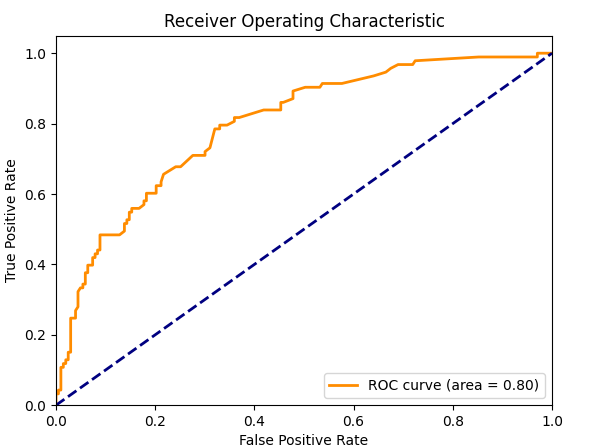 Receiver Operating Characteristic
True Positive Rate
1.0
0.8
0.6
0.4
0.2
0.0
ROC curve (area = 0.80)
0.0 0.2 0.4 0.6 0.8 1.0
False Positive Rate